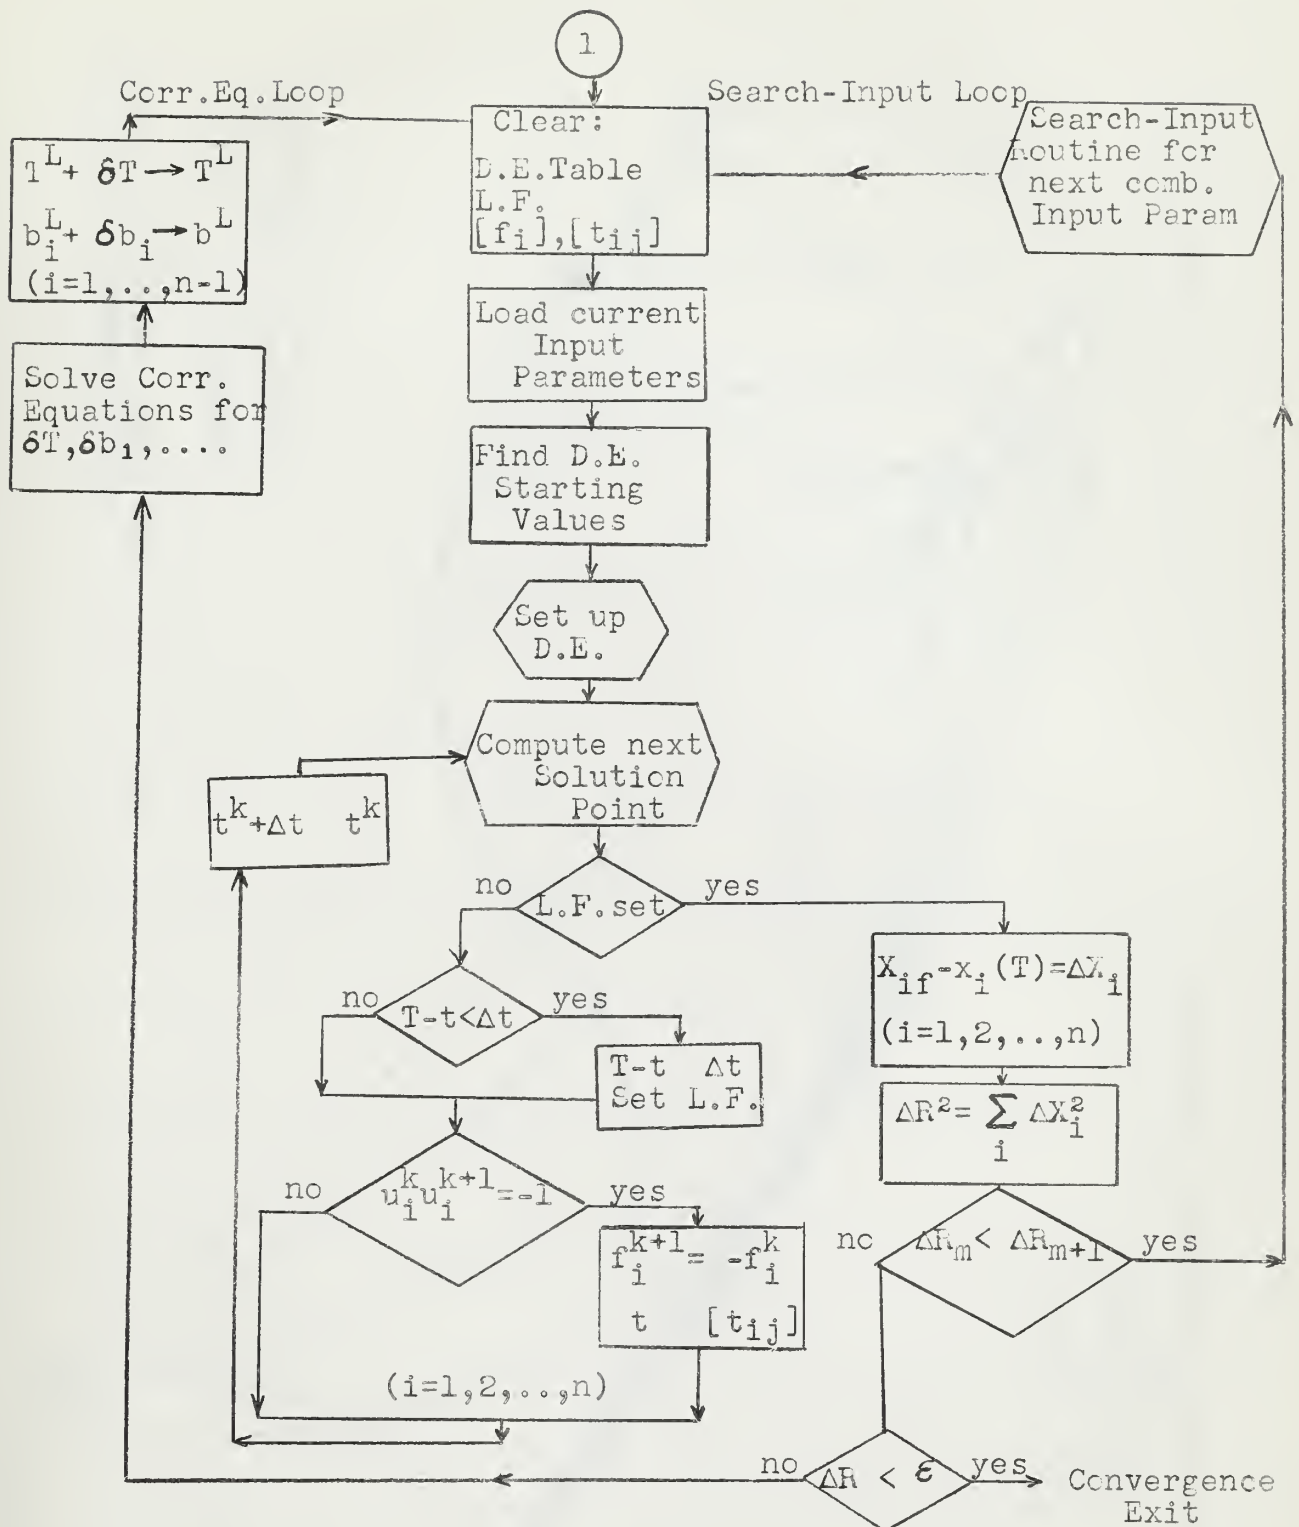 1
Corr.Eq.Loop
Search-Input Loop
T^L + δT → T^L
b_i^L + δb_i → b^L
(i=1,..,n-1)
Clear:
D.E.Table
L.F.
[f_i],[t_ij]
Search-Input
Routine for
next comb.
Input Param
Solve Corr.
Equations for
δT,δb_1,....
Load current
Input
Parameters
Find D.E.
Starting
Values
Set up
D.E.
Compute next
Solution
Point
t^k+Δt t^k
no
L.F.set
yes
no
T-t<Δt
yes
T-t Δt
Set L.F.
X_if-x_i(T)=ΔX_i
(i=1,2,..,n)
ΔR²= ∑_i ΔX_i²
no
u_i^k u_i^k+1 =-1
yes
f_i^k+1 = -f_i^k
t [t_ij]
(i=1,2,..,n)
no
ΔR_m < ΔR_m+1
yes
no
ΔR < ε
yes
Convergence
Exit